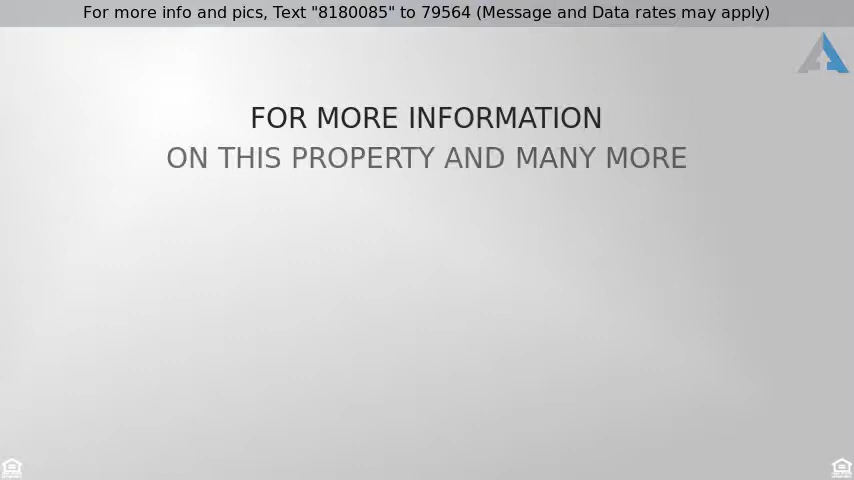 For more info and pics, Text "8180085" to 79564 (Message and Data rates may apply)
FOR MORE INFORMATION
ON THIS PROPERTY AND MANY MORE